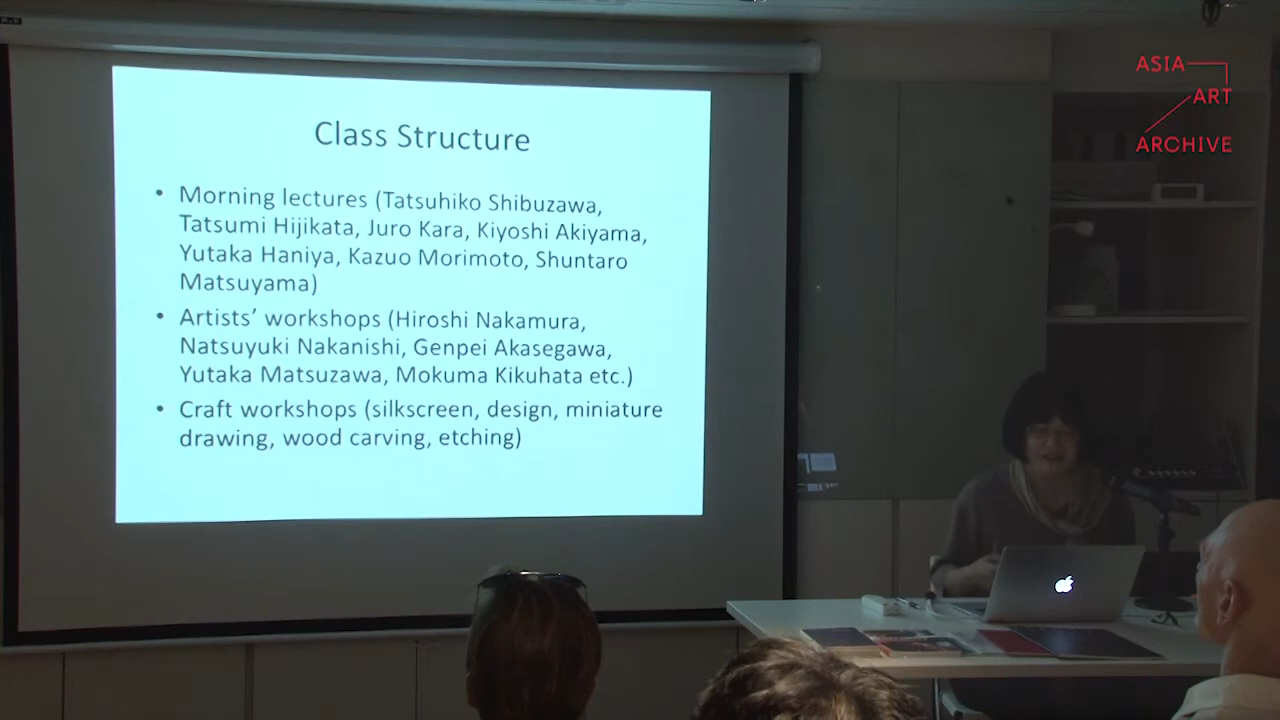 Class Structure
• Morning lectures (Tatsuhiko Shibuzawa,
Tatsumi Hijikata, Juro Kara, Kiyoshi Akiyama,
Yutaka Haniya, Kazuo Morimoto, Shuntaro
Matsuyama)
• Artists' workshops (Hiroshi Nakamura,
Natsuyuki Nakanishi, Genpei Akasegawa,
Yutaka Matsuzawa, Mokuma Kikuhata etc.)
• Craft workshops (silkscreen, design, miniature
drawing, wood carving, etching)
ASIA
ART
ARCHIVE